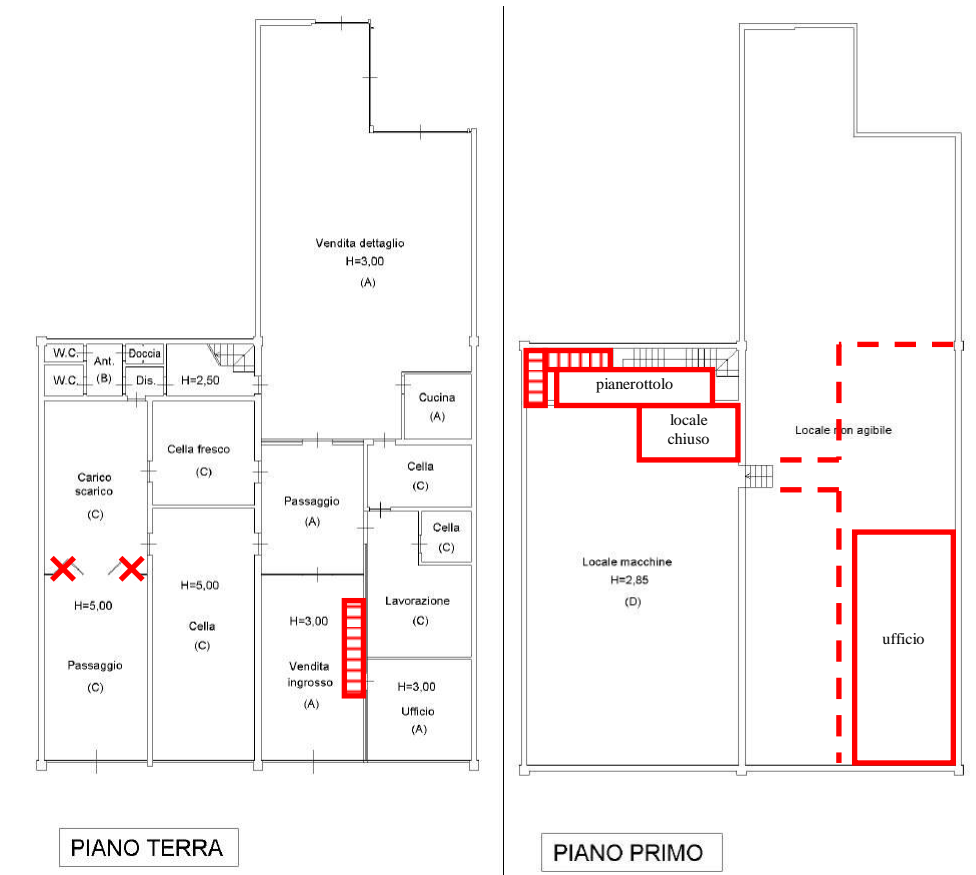 Vendita dettaglio
H=3,00
(A)
W.C.
Ant.
(B)
Doccia
W.C.
Dis.
H=2,50
Cucina
(A)
Cella fresco
(C)
Carico
scarico
(C)
Cella
(C)
Passaggio
(A)
Cella
(C)
H=5,00
H=5,00
Cella
(C)
Passaggio
(C)
H=3,00
Vendita
ingrosso
(A)
Lavorazione
(C)
H=3,00
Ufficio
(A)
PIANO TERRA
pianerottolo
locale
chiuso
Locale non agibile
Locale macchine
H=2,85
(D)
ufficio
PIANO PRIMO